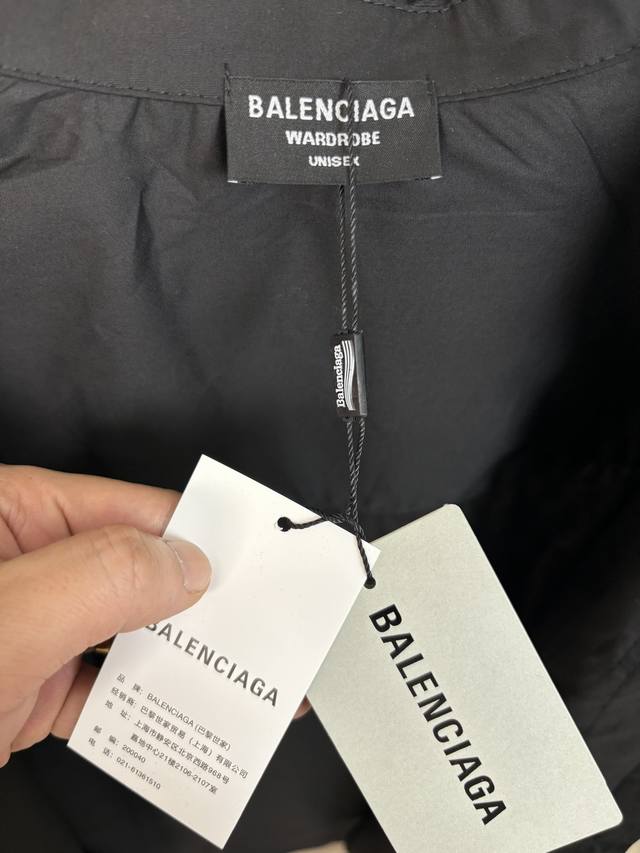 BALENCIAGA
WARDROBE
UNISEX
Balenciaga
BALENCIAGA
品 牌: BALENCIAGA (巴黎世家)
经销商: 巴黎世家贸易（上海）有限公司
地 址: 上海市静安区北京西路968号
嘉地中心21樓2106-2107室
邮 编: 200040
电 话: 021-61361510
BALENCIAGA